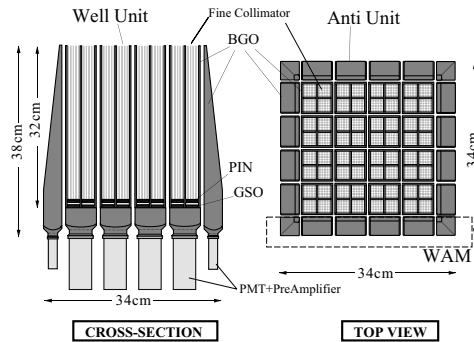 Well Unit
Fine Collimator
Anti Unit
BGO
38cm
32cm
34cm
PIN
GSO
WAM
34cm
34cm
PMT+PreAmplifier
CROSS-SECTION
TOP VIEW